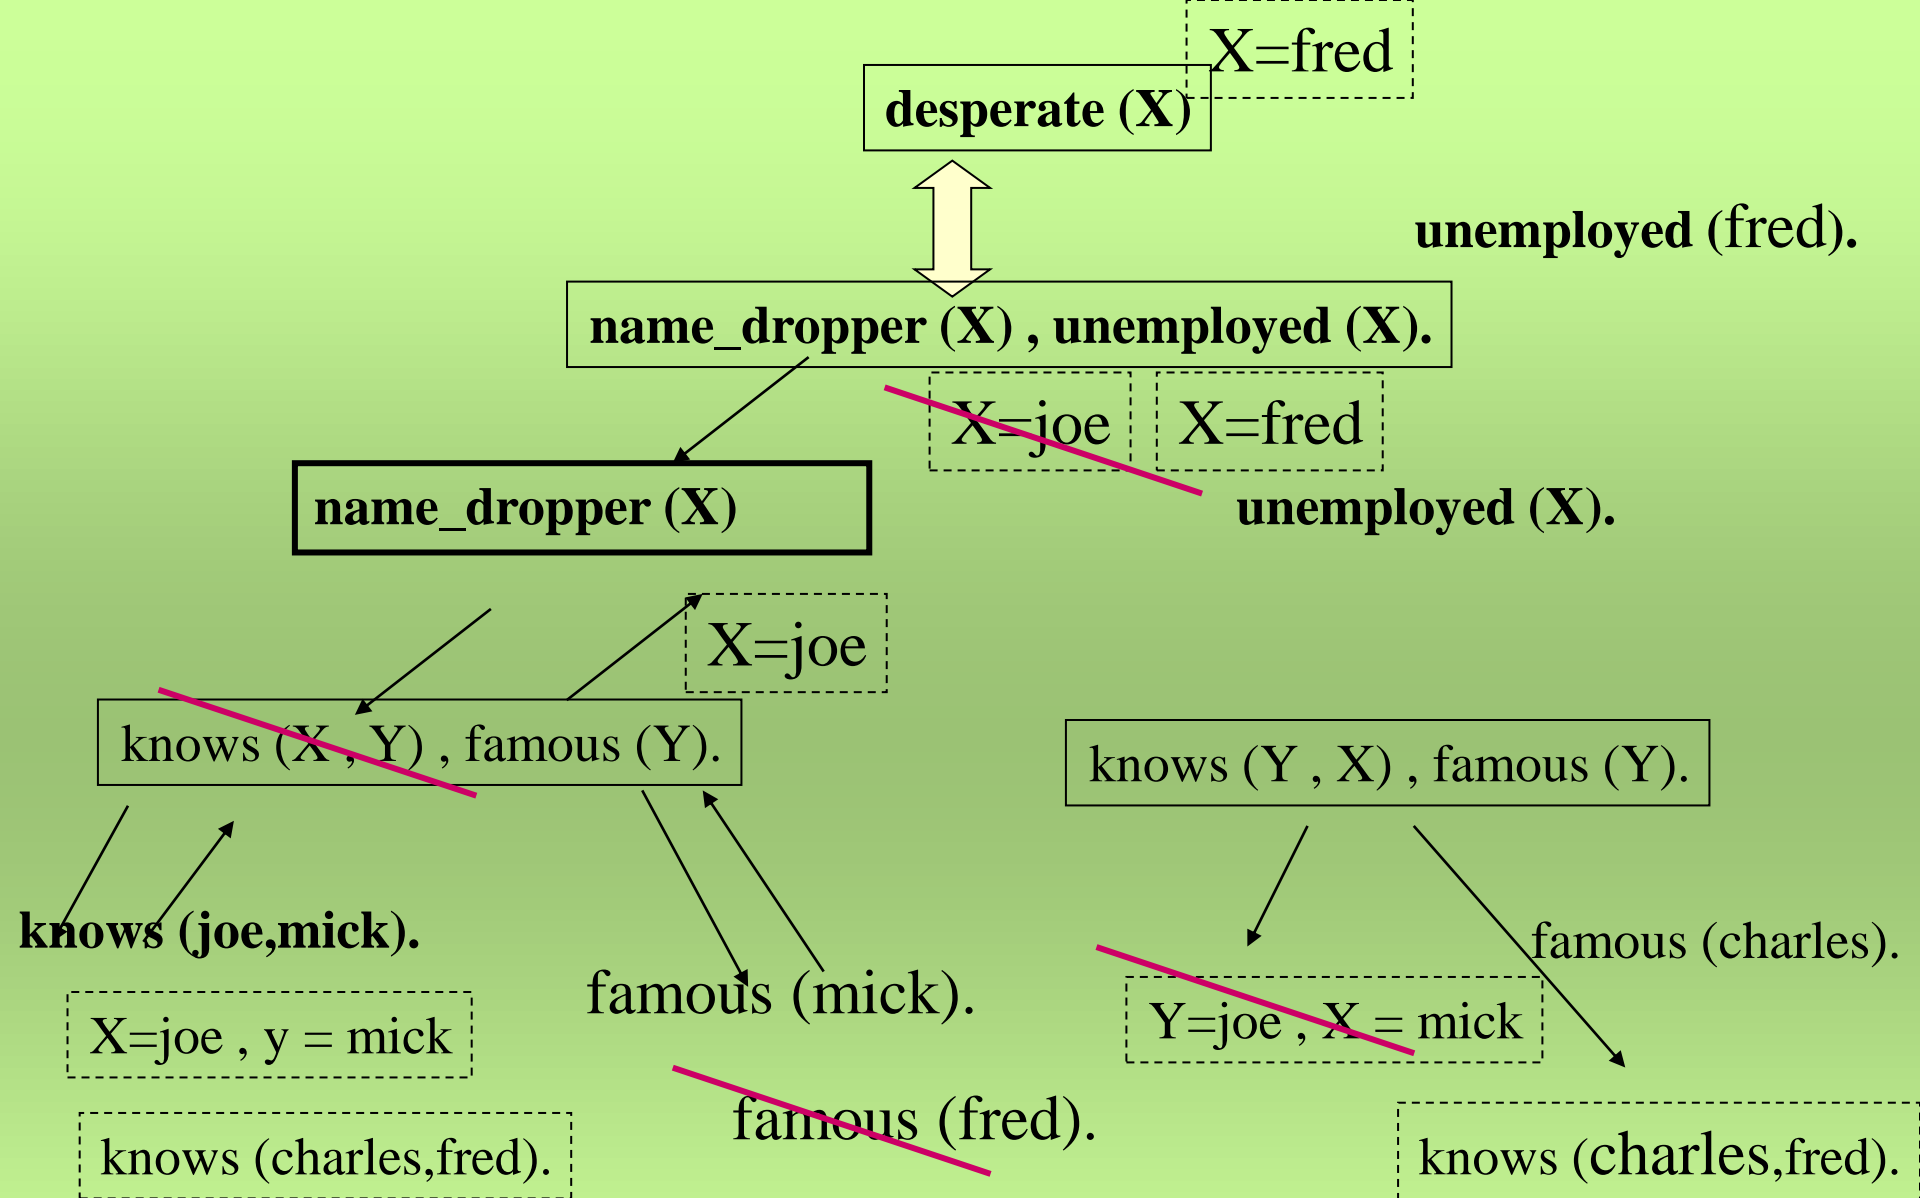 X=fred
desperate (X)
unemployed (fred).
name_dropper (X) , unemployed (X).
X=joe
X=fred
name_dropper (X)
unemployed (X).
X=joe
knows (X , Y) , famous (Y).
knows (Y , X) , famous (Y).
knows (joe,mick).
famous (charles).
famous (mick).
X=joe , y = mick
Y=joe , X = mick
famous (fred).
knows (charles,fred).
knows (charles,fred).